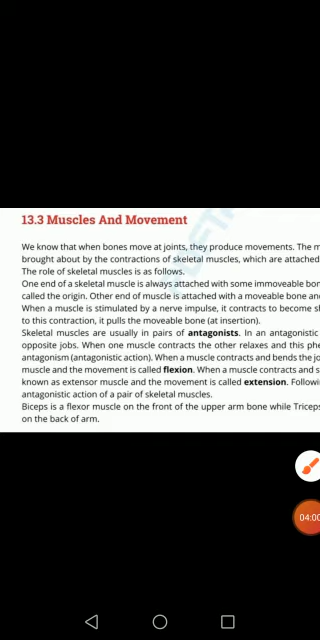 13.3 Muscles And Movement
We know that when bones move at joints, they produce movements. The
brought about by the contractions of skeletal muscles, which are attached
The role of skeletal muscles is as follows.
One end of a skeletal muscle is always attached with some immoveable
called the origin. Other end of muscle is attached with a moveable bone
When a muscle is stimulated by a nerve impulse, it contracts to become
to this contraction, it pulls the moveable bone (at insertion).
Skeletal muscles are usually in pairs of antagonists. In an antagonistic
opposite jobs. When one muscle contracts the other relaxes and this
antagonism (antagonistic action). When a muscle contracts and bends the
muscle and the movement is called flexion. When a muscle contracts and
known as extensor muscle and the movement is called extension.
antagonistic action of a pair of skeletal muscles.
Biceps is a flexor muscle on the front of the upper arm bone while
on the back of arm.
04:00